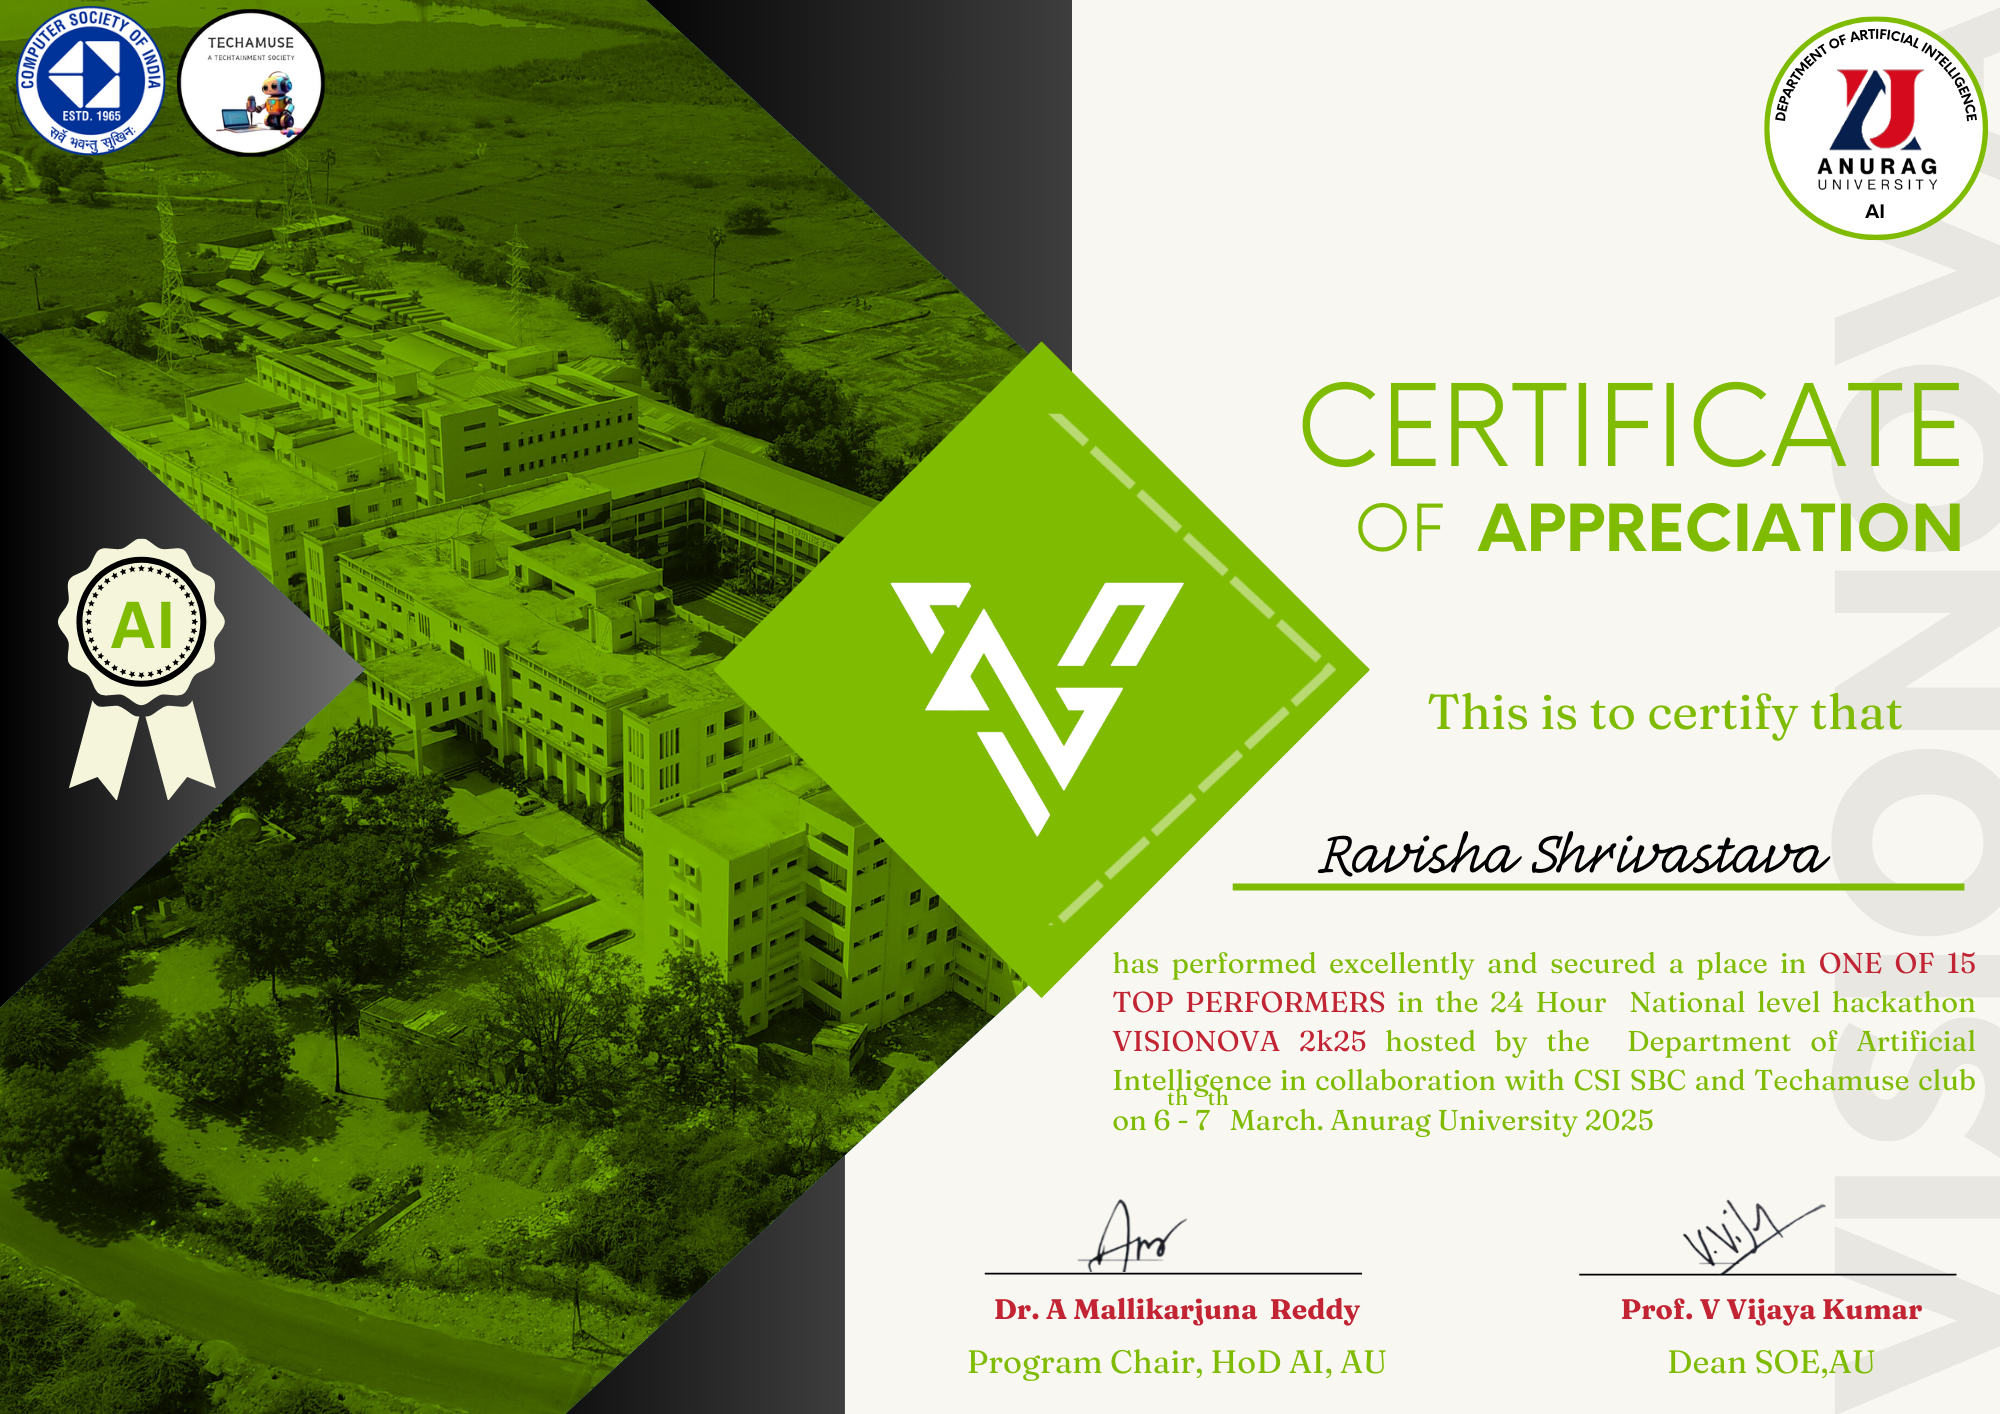 COMPUTER SOCIETY OF INDIA
ESTD. 1965
सर्वे भवन्तु सुखिनः
TECHAMUSE
A TECHTAINMENT SOCIETY
DEPARTMENT OF ARTIFICIAL INTELLIGENCE
ANURAG
UNIVERSITY
AI
CERTIFICATE
OF APPRECIATION
AI
This is to certify that
Ravisha Shrivastava
has performed excellently and secured a place in ONE OF 15
TOP PERFORMERS in the 24 Hour National level hackathon
VISIONOVA 2k25 hosted by the Department of Artificial
Intelligence in collaboration with CSI SBC and Techamuse club
on 6th - 7th March. Anurag University 2025
Dr. A Mallikarjuna Reddy
Program Chair, HoD AI, AU
V.Vijy
Prof. V Vijaya Kumar
Dean SOE,AU
VISIONOVA